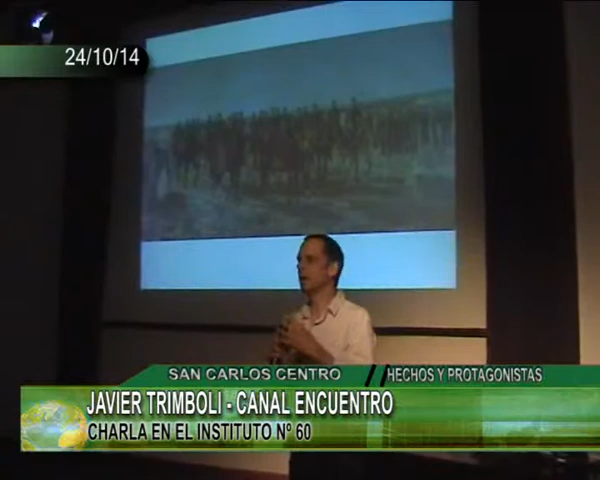 24/10/14
SAN CARLOS CENTRO // HECHOS Y PROTAGONISTAS
JAVIER TRIMBOLI - CANAL ENCUENTRO
CHARLA EN EL INSTITUTO Nº 60